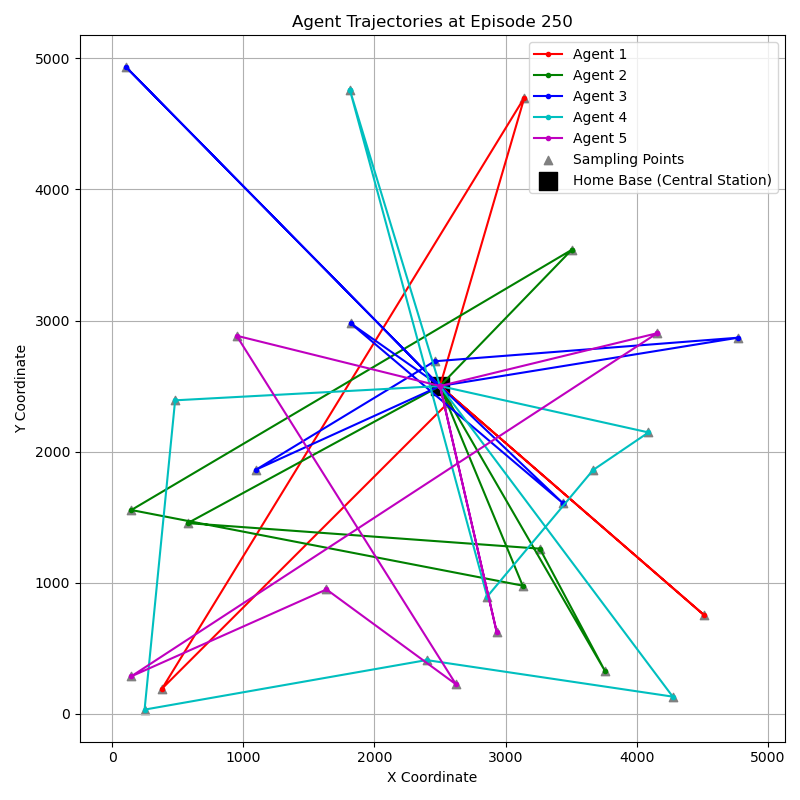 Agent Trajectories at Episode 250
Agent 1
Agent 2
Agent 3
Agent 4
Agent 5
Sampling Points
Home Base (Central Station)
Y Coordinate
5000
4000
3000
2000
1000
0
0 1000 2000 3000 4000 5000
X Coordinate